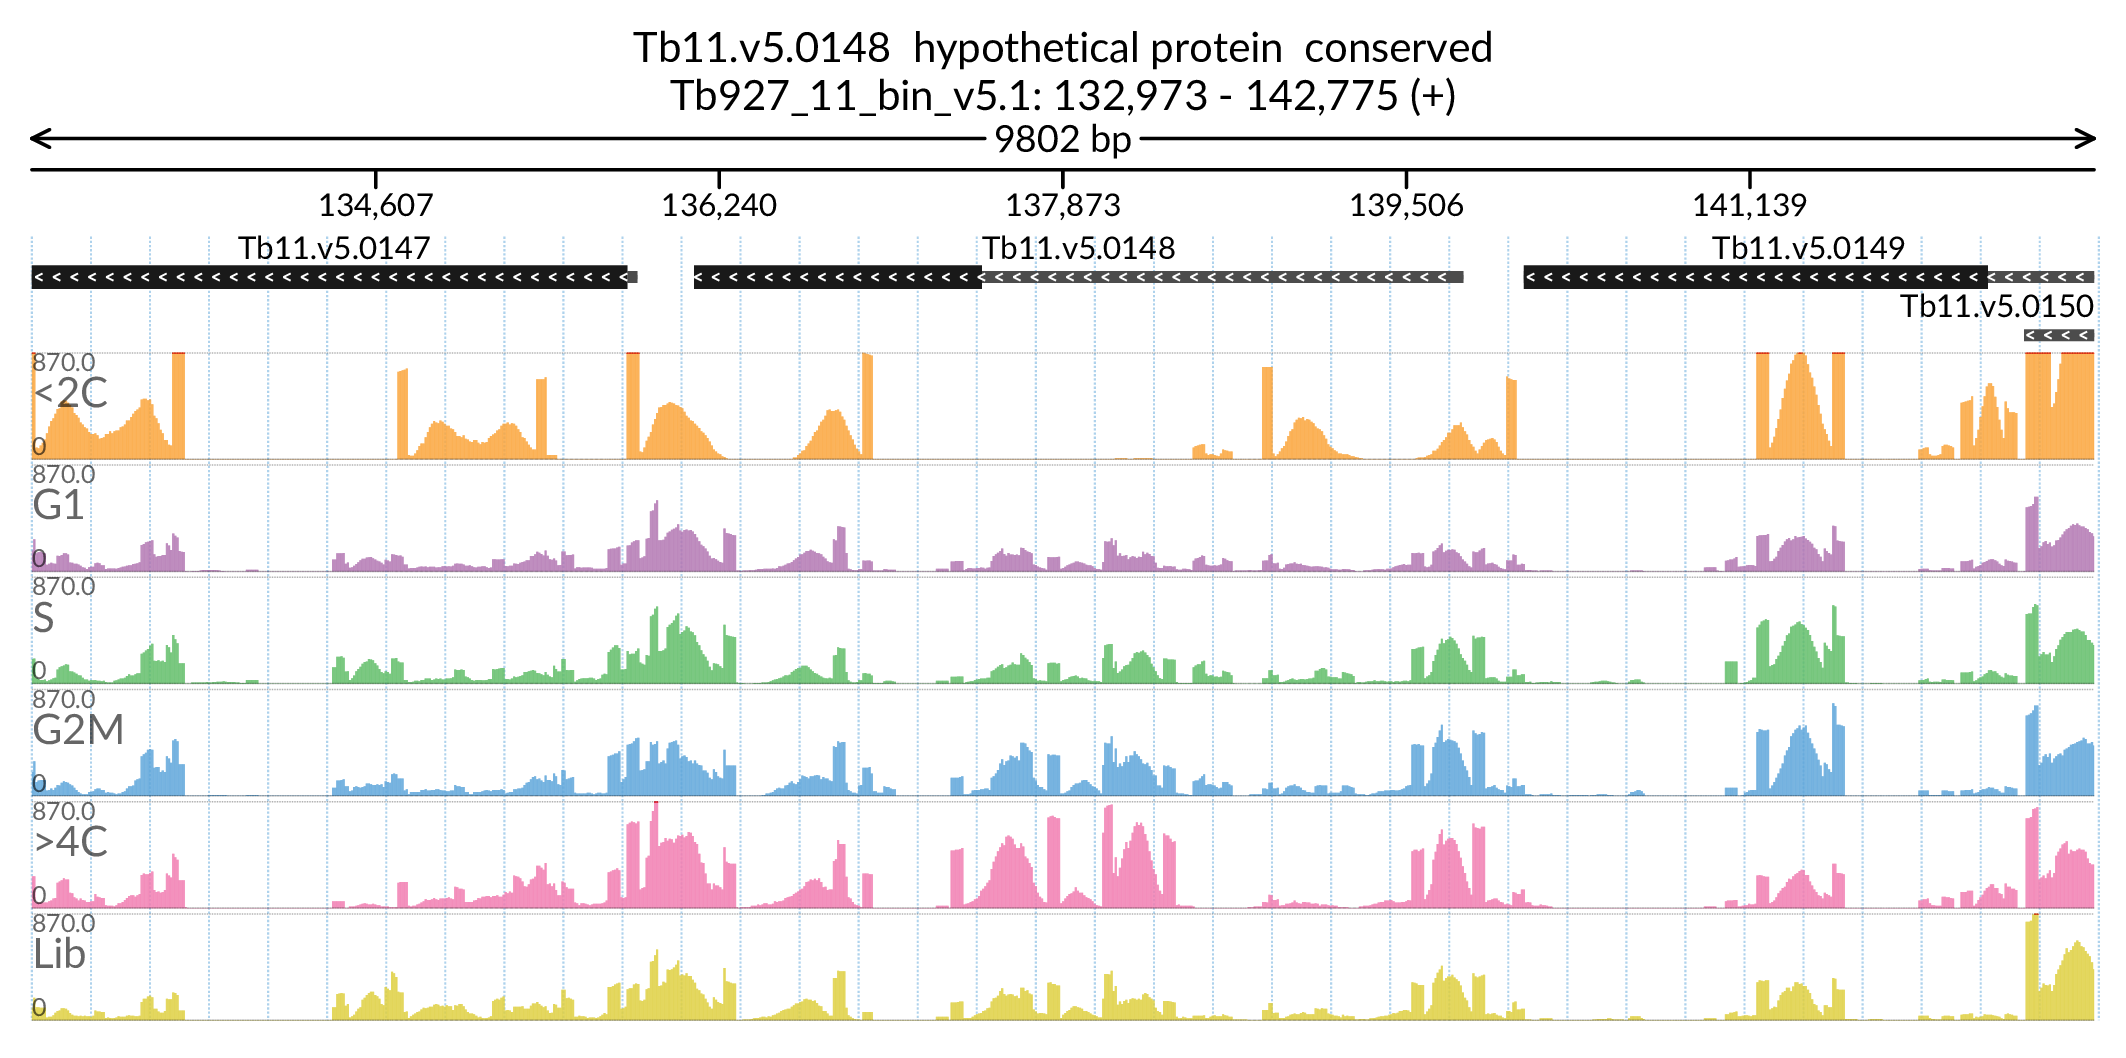 Tb11.v5.0148 hypothetical protein conserved
Tb927_11_bin_v5.1: 132,973 - 142,775 (+)
9802 bp
134,607 136,240 137,873 139,506 141,139
Tb11.v5.0147 Tb11.v5.0148 Tb11.v5.0149
Tb11.v5.0150
870.0
<2C
0
870.0
G1
0
870.0
S
0
870.0
G2M
0
870.0
>4C
0
870.0
Lib
0